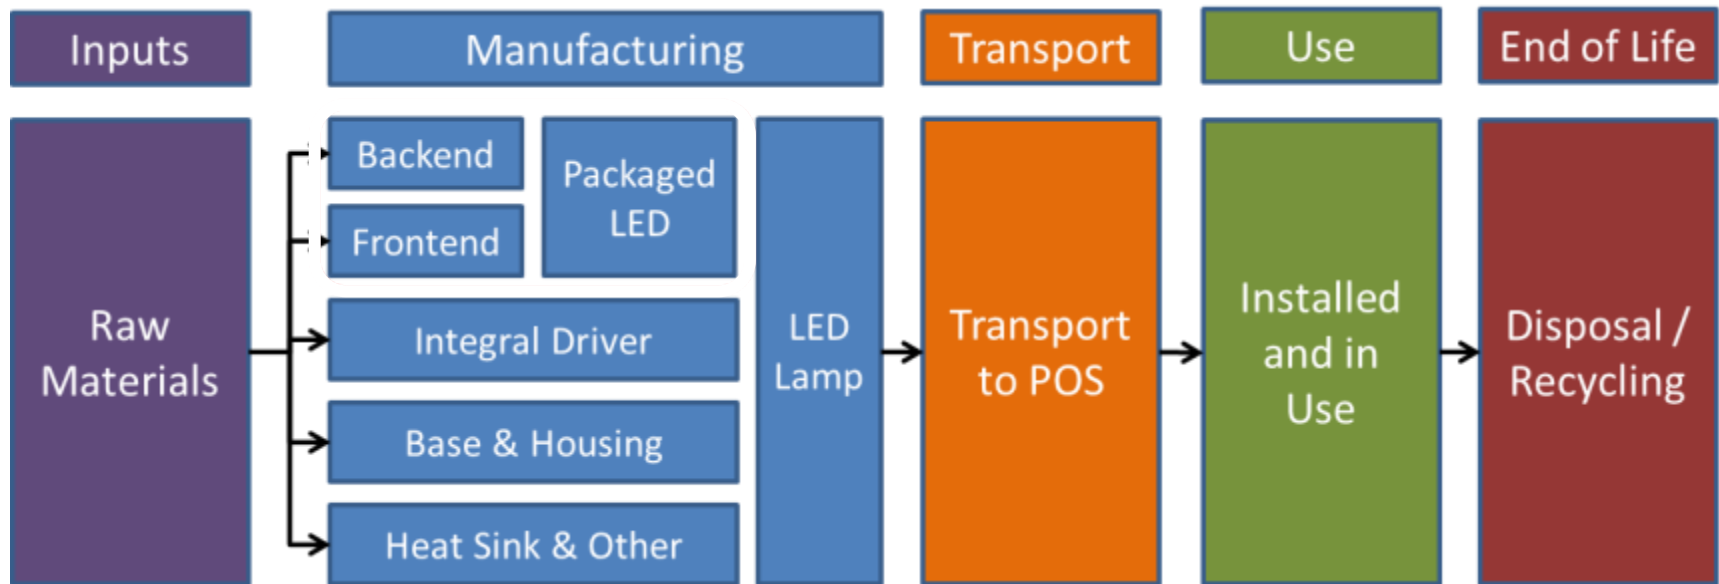 Inputs
Manufacturing
Transport
Use
End of Life
Raw
Materials
Backend
Frontend
Packaged
LED
Integral Driver
Base & Housing
Heat Sink & Other
LED
Lamp
Transport
to POS
Installed
and in
Use
Disposal /
Recycling